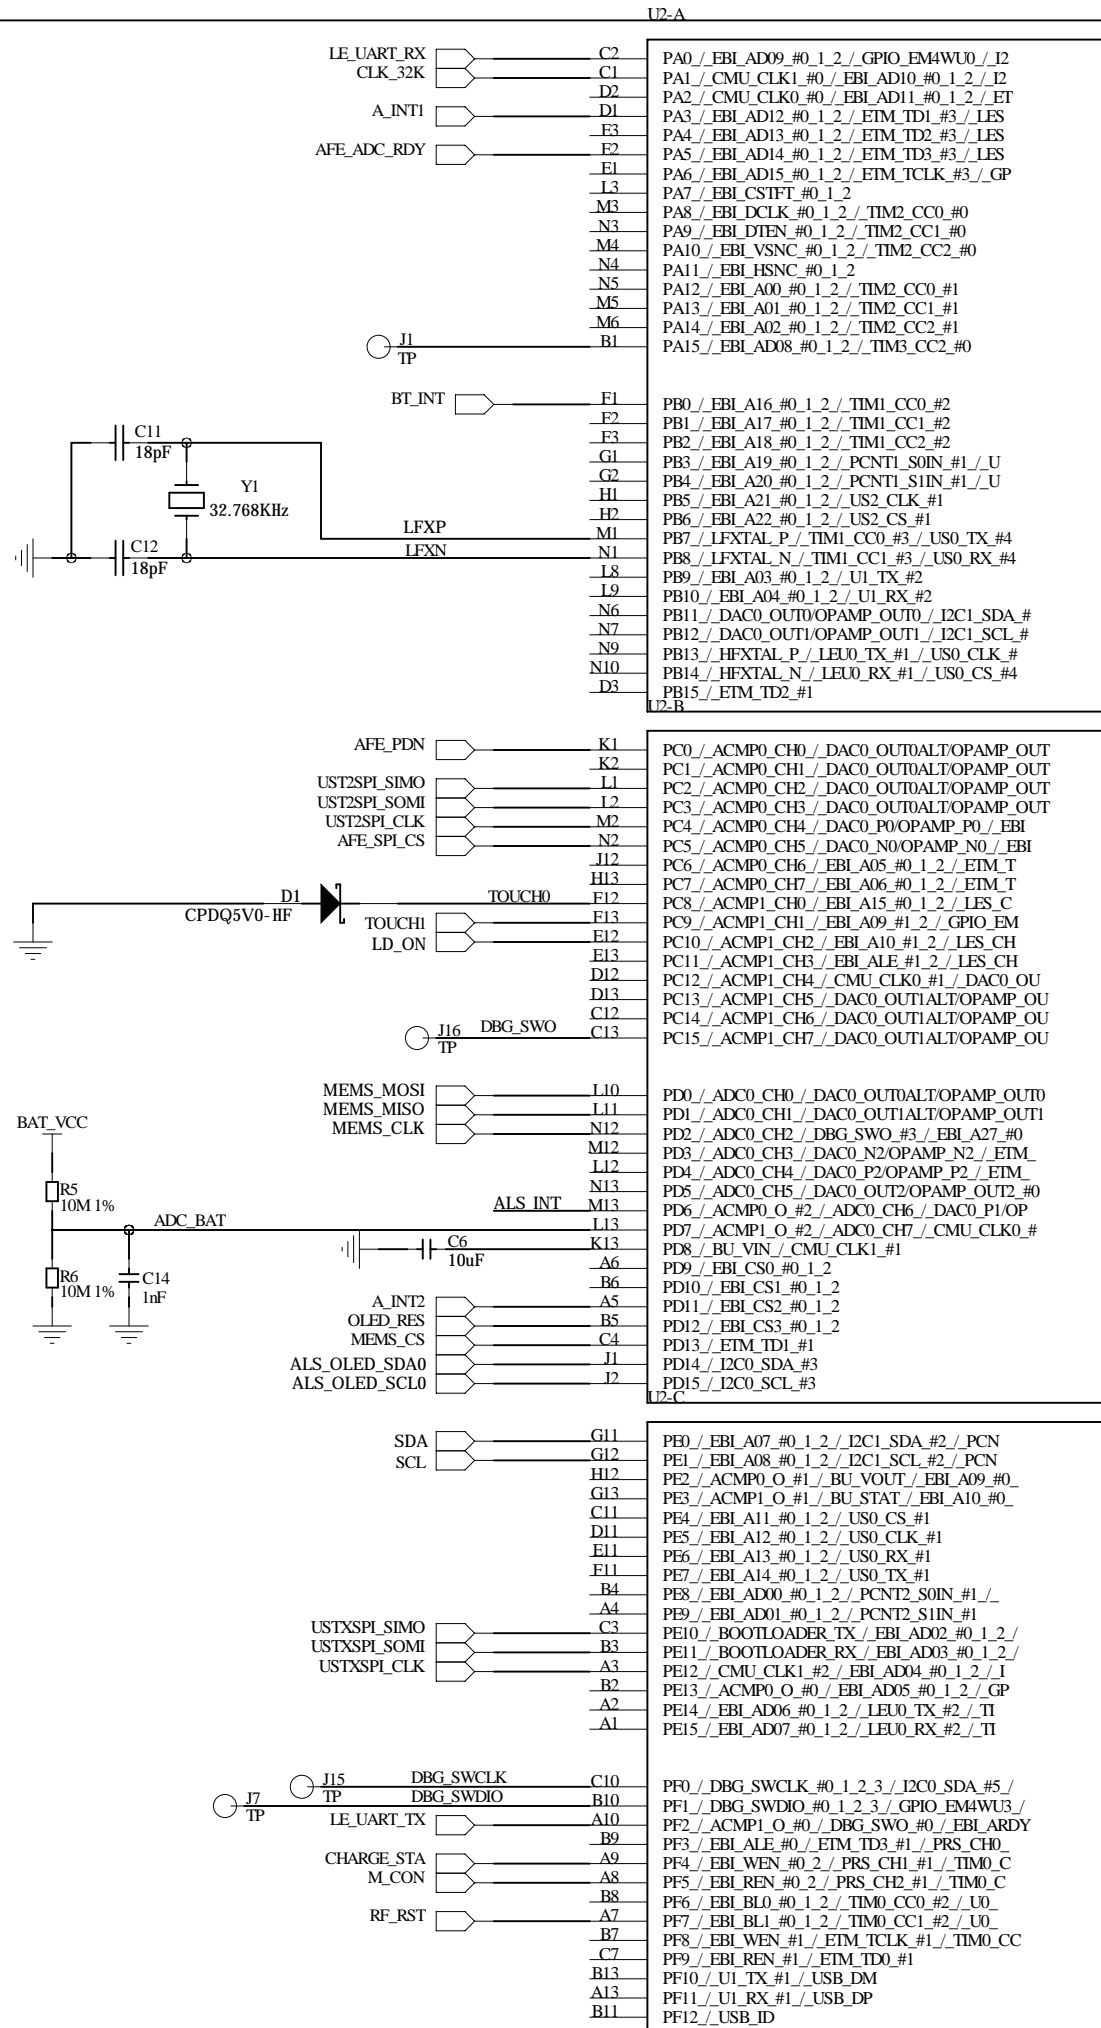 U2-A
LE_UART_RX C2 PA0_/_EBI_AD09_#0_1_2_/_GPIO_EM4WU0_/_I2
CLK_32K C1 PA1_/_CMU_CLK1_#0_/_EBI_AD10_#0_1_2_/_I2
D2 PA2_/_CMU_CLK0_#0_/_EBI_AD11_#0_1_2_/_ET
A_INT1 D1 PA3_/_EBI_AD12_#0_1_2_/_ETM_TD1_#3_/_LES
E3 PA4_/_EBI_AD13_#0_1_2_/_ETM_TD2_#3_/_LES
AFE_ADC_RDY E2 PA5_/_EBI_AD14_#0_1_2_/_ETM_TD3_#3_/_LES
E1 PA6_/_EBI_AD15_#0_1_2_/_ETM_TCLK_#3_/_GP
L3 PA7_/_EBI_CSTFT_#0_1_2
M3 PA8_/_EBI_DCLK_#0_1_2_/_TIM2_CC0_#0
N3 PA9_/_EBI_DTEN_#0_1_2_/_TIM2_CC1_#0
M4 PA10_/_EBI_VSNC_#0_1_2_/_TIM2_CC2_#0
N4 PA11_/_EBI_HSNC_#0_1_2
N5 PA12_/_EBI_A00_#0_1_2_/_TIM2_CC0_#1
M5 PA13_/_EBI_A01_#0_1_2_/_TIM2_CC1_#1
M6 PA14_/_EBI_A02_#0_1_2_/_TIM2_CC2_#1
J1 B1 PA15_/_EBI_AD08_#0_1_2_/_TIM3_CC2_#0
TP
BT_INT F1 PB0_/_EBI_A16_#0_1_2_/_TIM1_CC0_#2
F2 PB1_/_EBI_A17_#0_1_2_/_TIM1_CC1_#2
C11 F3 PB2_/_EBI_A18_#0_1_2_/_TIM1_CC2_#2
18pF G1 PB3_/_EBI_A19_#0_1_2_/_PCNT1_S0IN_#1_/_U
G2 PB4_/_EBI_A20_#0_1_2_/_PCNT1_S1IN_#1_/_U
Y1 H1 PB5_/_EBI_A21_#0_1_2_/_US2_CLK_#1
32.768KHz H2 PB6_/_EBI_A22_#0_1_2_/_US2_CS_#1
LFXP M1 PB7_/_LFXTAL_P_/_TIM1_CC0_#3_/_US0_TX_#4
C12 LFXN N1 PB8_/_LFXTAL_N_/_TIM1_CC1_#3_/_US0_RX_#4
18pF L8 PB9_/_EBI_A03_#0_1_2_/_U1_TX_#2
L9 PB10_/_EBI_A04_#0_1_2_/_U1_RX_#2
N6 PB11_/_DAC0_OUT0/OPAMP_OUT0_/_I2C1_SDA_#
N7 PB12_/_DAC0_OUT1/OPAMP_OUT1_/_I2C1_SCL_#
N9 PB13_/_HFXTAL_P_/_LEU0_TX_#1_/_US0_CLK_#
N10 PB14_/_HFXTAL_N_/_LEU0_RX_#1_/_US0_CS_#4
D3 PB15_/_ETM_TD2_#1
U2-B
AFE_PDN K1 PC0_/_ACMP0_CH0_/_DAC0_OUT0ALT/OPAMP_OUT
K2 PC1_/_ACMP0_CH1_/_DAC0_OUT0ALT/OPAMP_OUT
UST2SPI_SIMO L1 PC2_/_ACMP0_CH2_/_DAC0_OUT0ALT/OPAMP_OUT
UST2SPI_SOMI L2 PC3_/_ACMP0_CH3_/_DAC0_OUT0ALT/OPAMP_OUT
UST2SPI_CLK M2 PC4_/_ACMP0_CH4_/_DAC0_P0/OPAMP_P0_/_EBI
AFE_SPI_CS N2 PC5_/_ACMP0_CH5_/_DAC0_N0/OPAMP_N0_/_EBI
J12 PC6_/_ACMP0_CH6_/_EBI_A05_#0_1_2_/_ETM_T
H13 PC7_/_ACMP0_CH7_/_EBI_A06_#0_1_2_/_ETM_T
D1 TOUCH0 F12 PC8_/_ACMP1_CH0_/_EBI_A15_#0_1_2_/_LES_C
CPDQ5V0-HF TOUCH1 F13 PC9_/_ACMP1_CH1_/_EBI_A09_#1_2_/_GPIO_EM
LD_ON E12 PC10_/_ACMP1_CH2_/_EBI_A10_#1_2_/_LES_CH
E13 PC11_/_ACMP1_CH3_/_EBI_ALE_#1_2_/_LES_CH
D12 PC12_/_ACMP1_CH4_/_CMU_CLK0_#1_/_DAC0_OU
D13 PC13_/_ACMP1_CH5_/_DAC0_OUT1ALT/OPAMP_OU
C12 PC14_/_ACMP1_CH6_/_DAC0_OUT1ALT/OPAMP_OU
J16 DBG_SWO C13 PC15_/_ACMP1_CH7_/_DAC0_OUT1ALT/OPAMP_OU
TP
MEMS_MOSI L10 PD0_/_ADC0_CH0_/_DAC0_OUT0ALT/OPAMP_OUT0
MEMS_MISO L11 PD1_/_ADC0_CH1_/_DAC0_OUT1ALT/OPAMP_OUT1
BAT_VCC MEMS_CLK N12 PD2_/_ADC0_CH2_/_DBG_SWO_#3_/_EBI_A27_#0
M12 PD3_/_ADC0_CH3_/_DAC0_N2/OPAMP_N2_/_ETM_
L12 PD4_/_ADC0_CH4_/_DAC0_P2/OPAMP_P2_/_ETM_
R5 N13 PD5_/_ADC0_CH5_/_DAC0_OUT2/OPAMP_OUT2_#0
10M 1% ALS_INT M13 PD6_/_ACMP0_O_#2_/_ADC0_CH6_/_DAC0_P1/OP
ADC_BAT L13 PD7_/_ACMP1_O_#2_/_ADC0_CH7_/_CMU_CLK0_#
C6 K13 PD8_/_BU_VIN_/_CMU_CLK1_#1
10uF A6 PD9_/_EBI_CS0_#0_1_2
R6 C14 B6 PD10_/_EBI_CS1_#0_1_2
10M 1% 1nF A_INT2 A5 PD11_/_EBI_CS2_#0_1_2
OLED_RES B5 PD12_/_EBI_CS3_#0_1_2
MEMS_CS C4 PD13_/_ETM_TD1_#1
ALS_OLED_SDA0 J1 PD14_/_I2C0_SDA_#3
ALS_OLED_SCL0 J2 PD15_/_I2C0_SCL_#3
U2-C
SDA G11 PE0_/_EBI_A07_#0_1_2_/_I2C1_SDA_#2_/_PCN
SCL G12 PE1_/_EBI_A08_#0_1_2_/_I2C1_SCL_#2_/_PCN
H12 PE2_/_ACMP0_O_#1_/_BU_VOUT_/_EBI_A09_#0_
G13 PE3_/_ACMP1_O_#1_/_BU_STAT_/_EBI_A10_#0_
C11 PE4_/_EBI_A11_#0_1_2_/_US0_CS_#1
D11 PE5_/_EBI_A12_#0_1_2_/_US0_CLK_#1
E11 PE6_/_EBI_A13_#0_1_2_/_US0_RX_#1
F11 PE7_/_EBI_A14_#0_1_2_/_US0_TX_#1
B4 PE8_/_EBI_AD00_#0_1_2_/_PCNT2_S0IN_#1_/_
A4 PE9_/_EBI_AD01_#0_1_2_/_PCNT2_S1IN_#1
USTXSPI_SIMO C3 PE10_/_BOOTLOADER_TX_/_EBI_AD02_#0_1_2_/
USTXSPI_SOMI B3 PE11_/_BOOTLOADER_RX_/_EBI_AD03_#0_1_2_/
USTXSPI_CLK A3 PE12_/_CMU_CLK1_#2_/_EBI_AD04_#0_1_2_/_I
B2 PE13_/_ACMP0_O_#0_/_EBI_AD05_#0_1_2_/_GP
A2 PE14_/_EBI_AD06_#0_1_2_/_LEU0_TX_#2_/_TI
A1 PE15_/_EBI_AD07_#0_1_2_/_LEU0_RX_#2_/_TI
J15 DBG_SWCLK C10 PF0_/_DBG_SWCLK_#0_1_2_3_/_I2C0_SDA_#5_/
J7 TP DBG_SWDIO B10 PF1_/_DBG_SWDIO_#0_1_2_3_/_GPIO_EM4WU3_/
TP LE_UART_TX A10 PF2_/_ACMP1_O_#0_/_DBG_SWO_#0_/_EBI_ARDY
B9 PF3_/_EBI_ALE_#0_/_ETM_TD3_#1_/_PRS_CH0_
CHARGE_STA A9 PF4_/_EBI_WEN_#0_2_/_PRS_CH1_#1_/_TIM0_C
M_CON A8 PF5_/_EBI_REN_#0_2_/_PRS_CH2_#1_/_TIM0_C
B8 PF6_/_EBI_BL0_#0_1_2_/_TIM0_CC0_#2_/_U0_
RF_RST A7 PF7_/_EBI_BL1_#0_1_2_/_TIM0_CC1_#2_/_U0_
B7 PF8_/_EBI_WEN_#1_/_ETM_TCLK_#1_/_TIM0_CC
C7 PF9_/_EBI_REN_#1_/_ETM_TD0_#1
B13 PF10_/_U1_TX_#1_/_USB_DM
A13 PF11_/_U1_RX_#1_/_USB_DP
B11 PF12_/_USB_ID